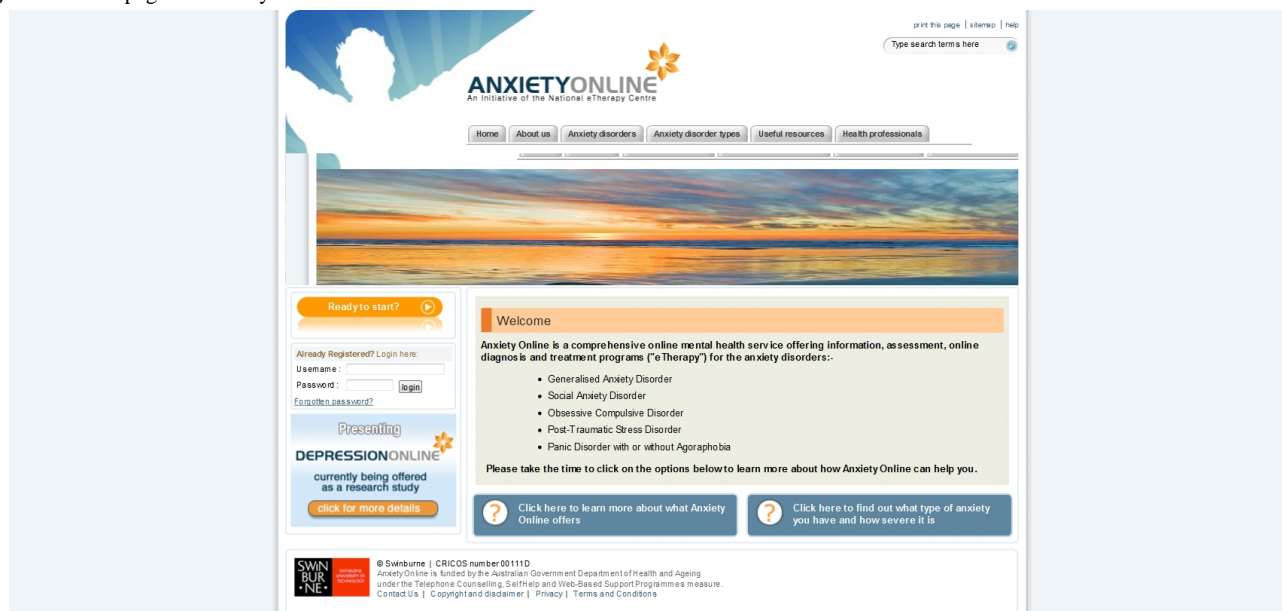 print this page | sitemap | help
Type search terms here
ANXIETYONLINE
An Initiative of the National eTherapy Centre
Home About us Anxiety disorders Anxiety disorder types Useful resources Health professionals
Ready to start?
Already Registered? Login here:
Username :
Password : login
Forgotten password?
Presenting
DEPRESSIONONLINE
currently being offered
as a research study
click for more details
Welcome
Anxiety Online is a comprehensive online mental health service offering information, assessment, online
diagnosis and treatment programs ("eTherapy") for the anxiety disorders:-
• Generalised Anxiety Disorder
• Social Anxiety Disorder
• Obsessive Compulsive Disorder
• Post-Traumatic Stress Disorder
• Panic Disorder with or without Agoraphobia
Please take the time to click on the options below to learn more about how Anxiety Online can help you.
? Click here to learn more about what Anxiety
Online offers
? Click here to find out what type of anxiety
you have and how severe it is
SWIN
BUR
• NE •
SWINBURNE
UNIVERSITY OF
TECHNOLOGY
© Swinburne | CRICOS number 00111D
Anxiety Online is funded by the Australian Government Department of Health and Ageing
under the Telephone Counselling, Self Help and Web-Based Support Programmes measure.
Contact Us | Copyright and disclaimer | Privacy | Terms and Conditions